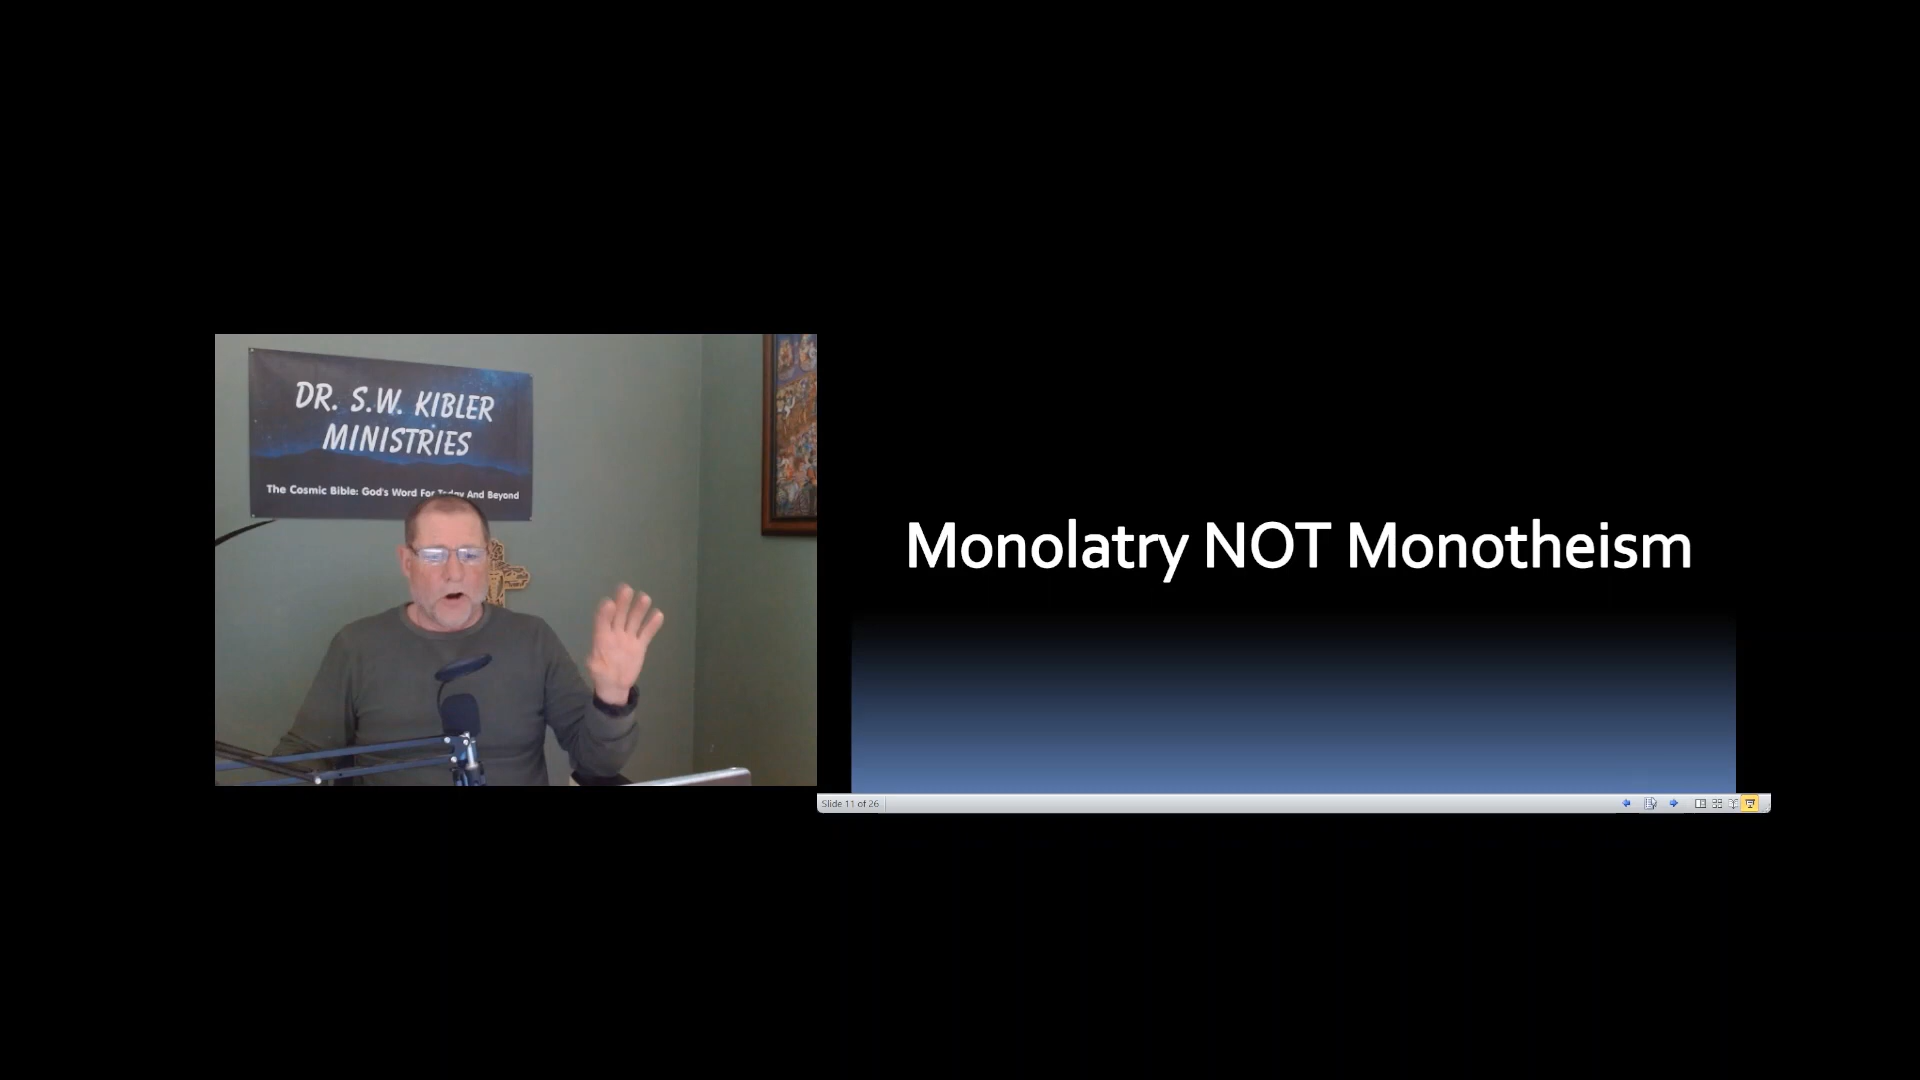 DR. S.W. KIBLER
MINISTRIES
The Cosmic Bible: God's Word For Today And Beyond
Monolatry NOT Monotheism
Slide 11 of 26